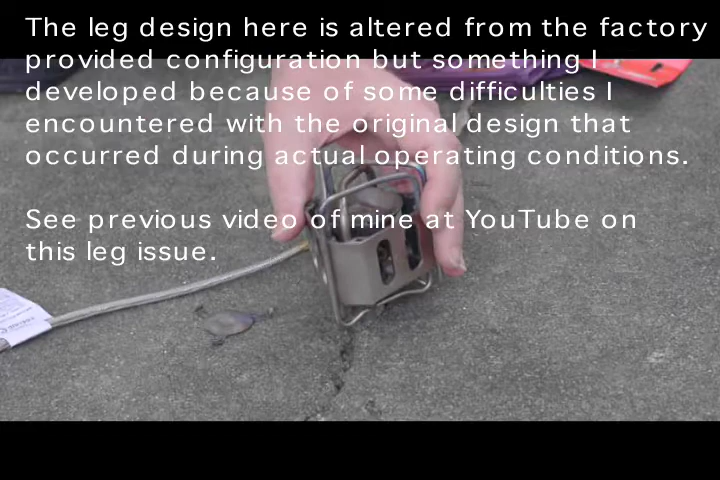 The leg design here is altered from the factory
provided configuration but something I
developed because of some difficulties I
encountered with the original design that
occurred during actual operating conditions.
See previous video of mine at YouTube on
this leg issue.